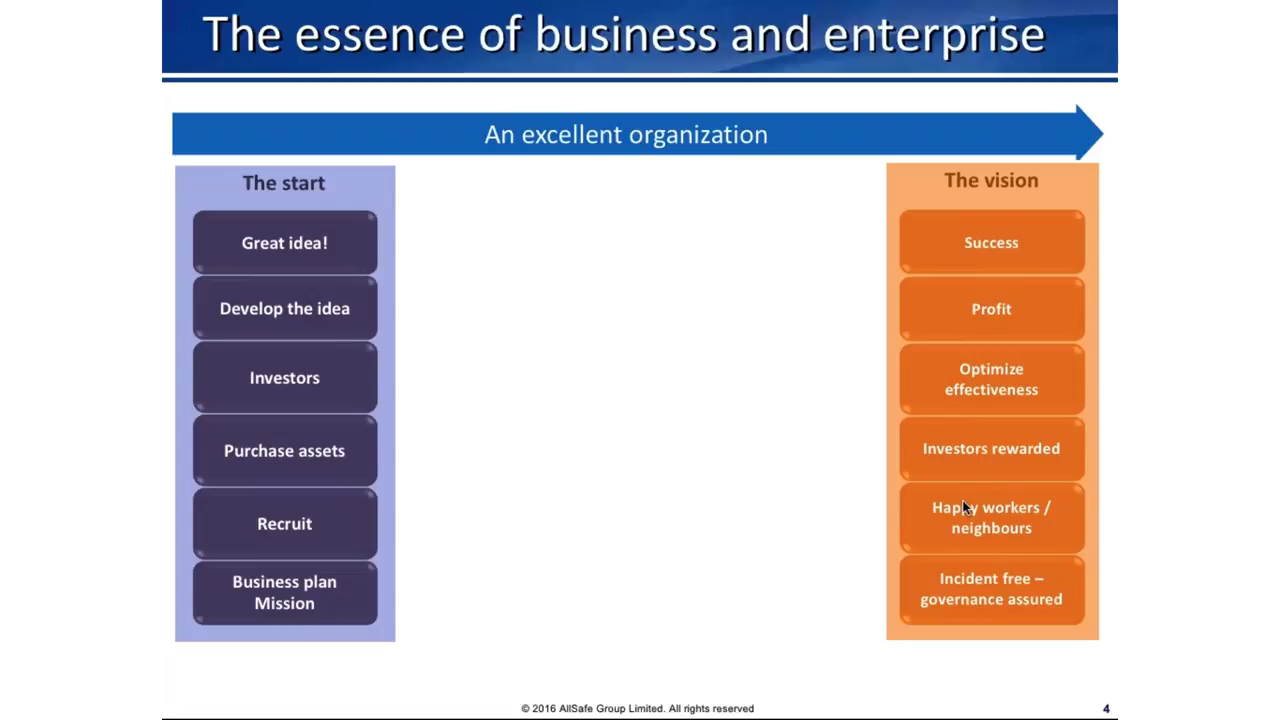 The essence of business and enterprise
An excellent organization
The start
Great idea!
Develop the idea
Investors
Purchase assets
Recruit
Business plan
Mission
The vision
Success
Profit
Optimize
effectiveness
Investors rewarded
Happy workers /
neighbours
Incident free –
governance assured
© 2016 AllSafe Group Limited. All rights reserved
4